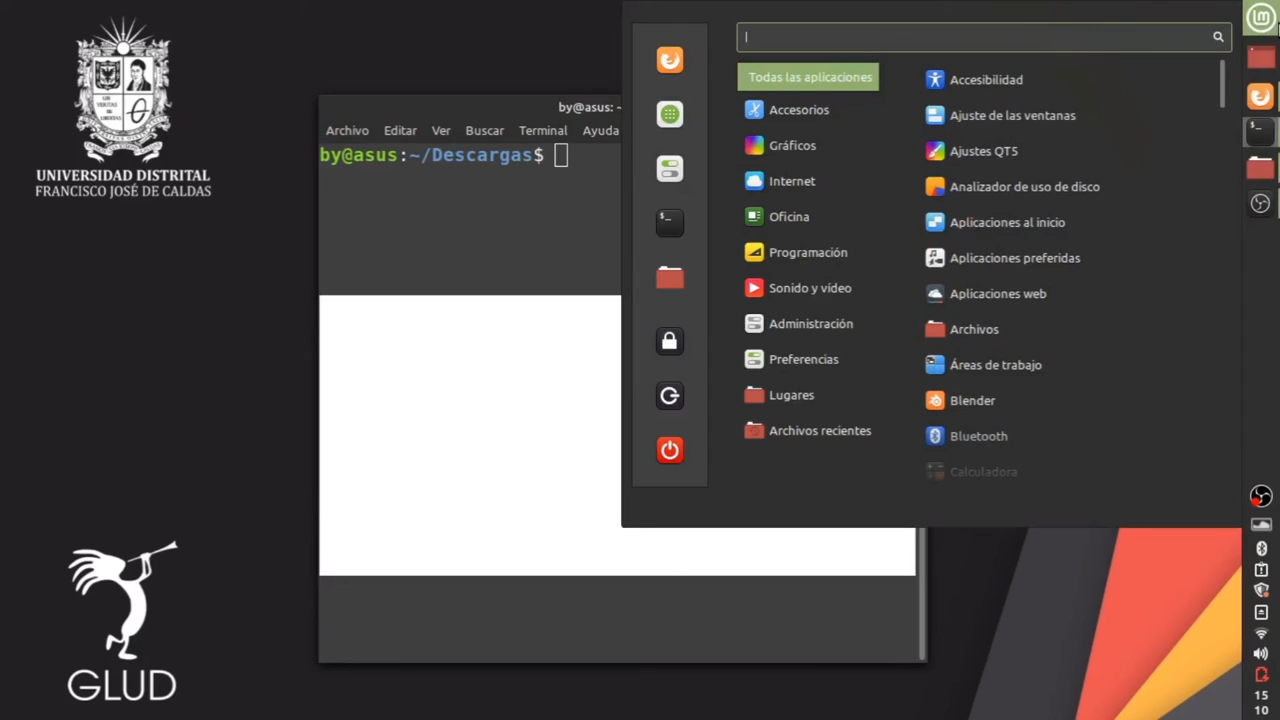 UNIVERSIDAD DISTRITAL
FRANCISCO JOSÉ DE CALDAS
GLUD
by@asus: ~
Archivo Editar Ver Buscar Terminal Ayuda
by@asus:~/Descargas$
Todas las aplicaciones
Accesorios
Gráficos
Internet
Oficina
Programación
Sonido y vídeo
Administración
Preferencias
Lugares
Archivos recientes
Accesibilidad
Ajuste de las ventanas
Ajustes QT5
Analizador de uso de disco
Aplicaciones al inicio
Aplicaciones preferidas
Aplicaciones web
Archivos
Áreas de trabajo
Blender
Bluetooth
Calculadora
15
10